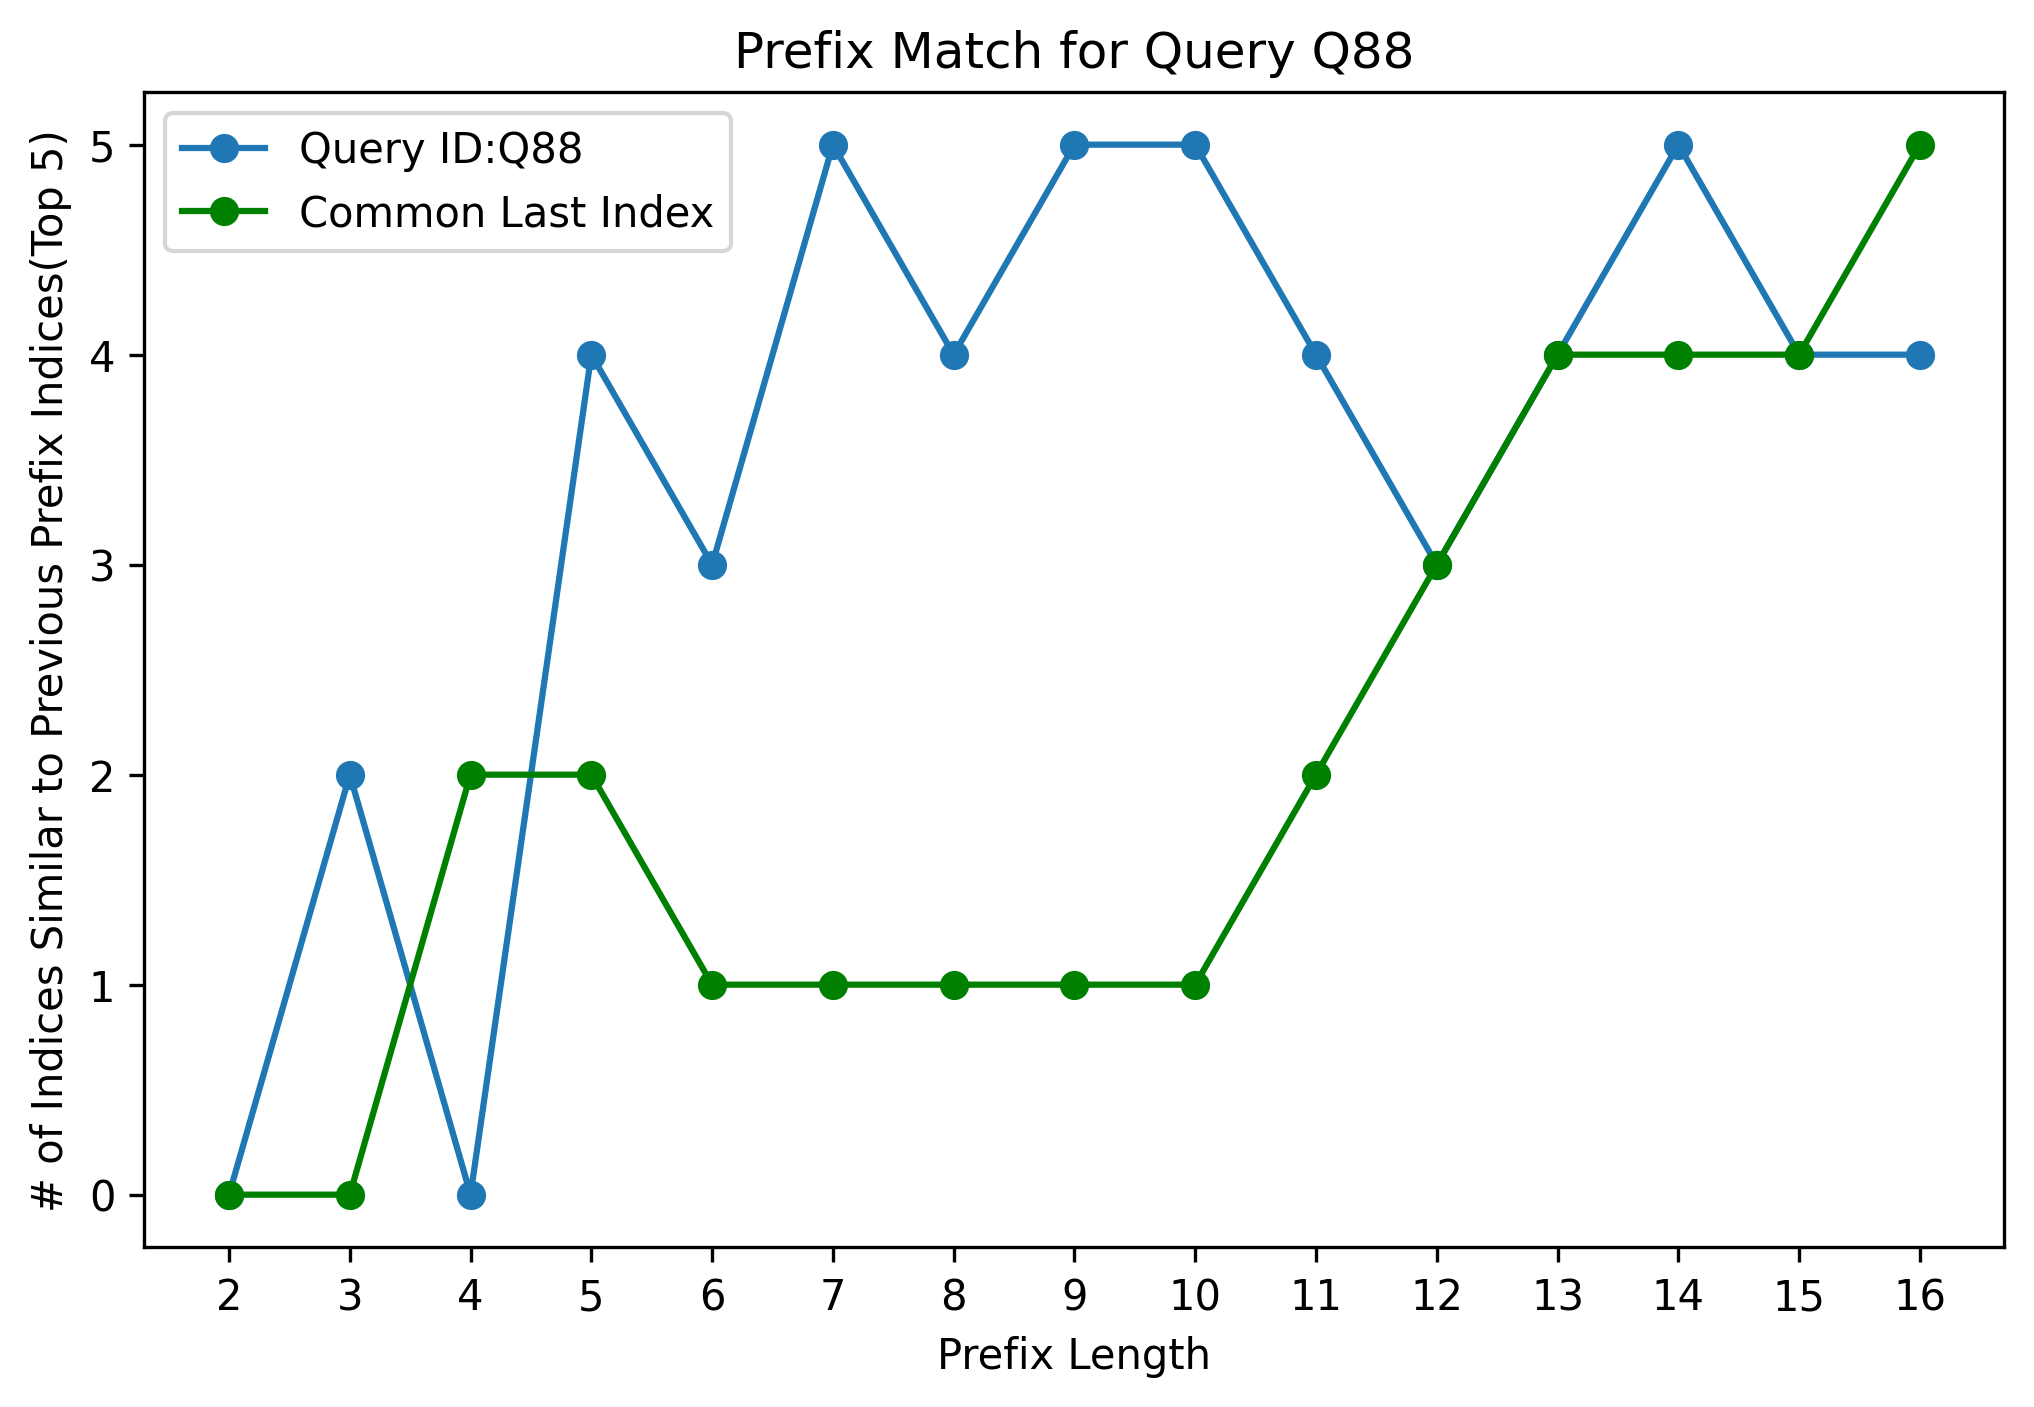 Prefix Match for Query Q88
Query ID:Q88
Common Last Index
# of Indices Similar to Previous Prefix Indices(Top 5)
5
4
3
2
1
0
2 3 4 5 6 7 8 9 10 11 12 13 14 15 16
Prefix Length